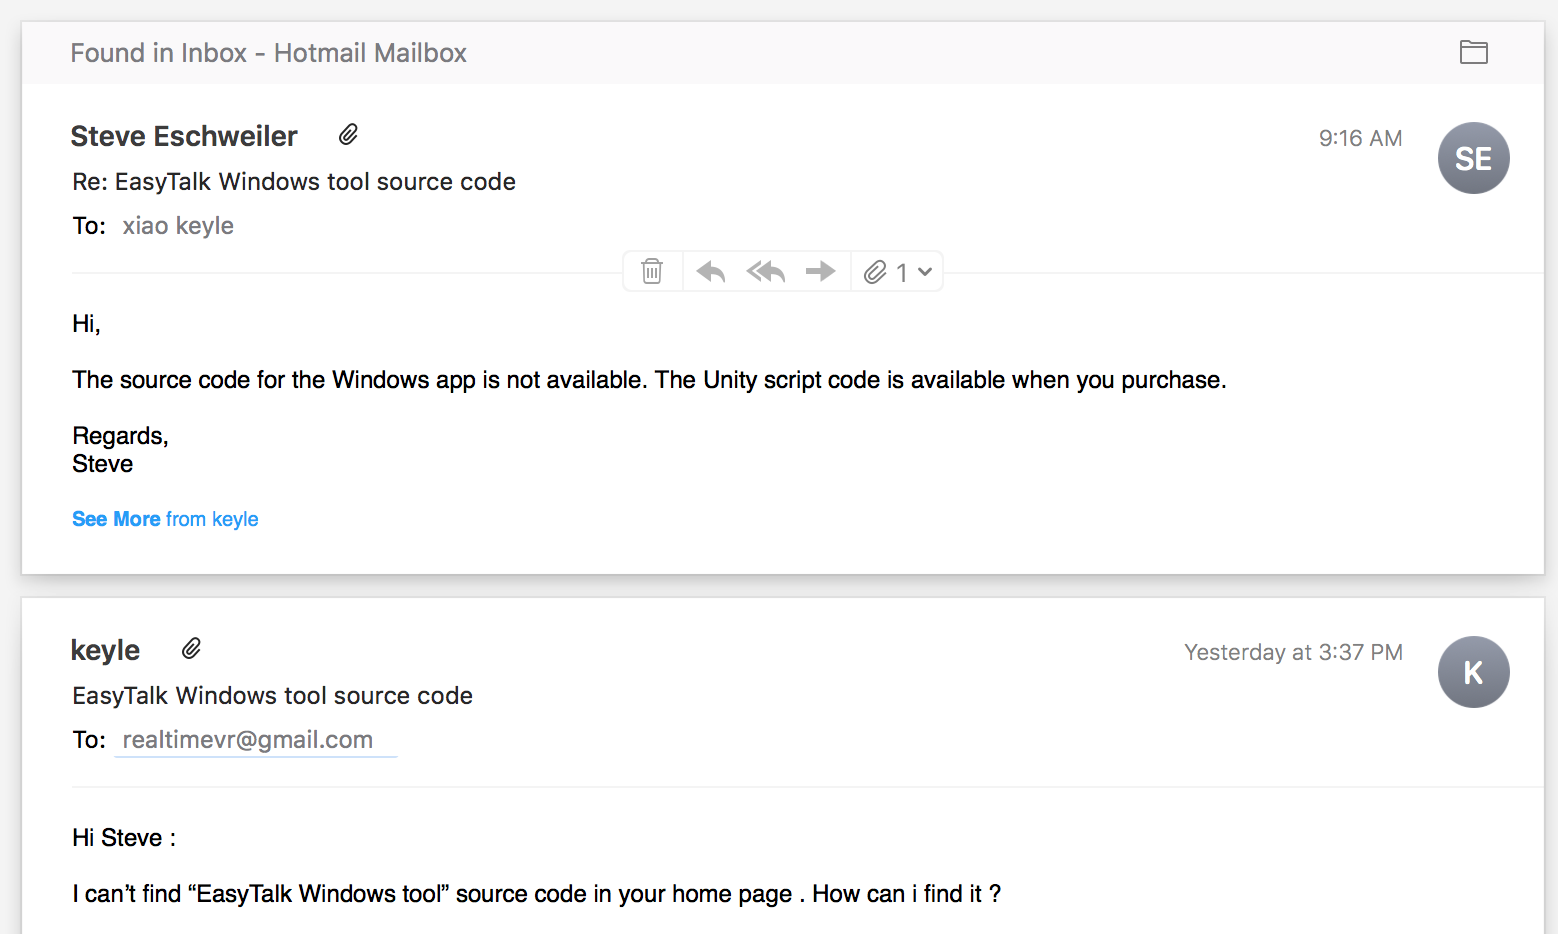 Found in Inbox - Hotmail Mailbox
Steve Eschweiler
9:16 AM
SE
Re: EasyTalk Windows tool source code
To: xiao keyle
1
Hi,
The source code for the Windows app is not available. The Unity script code is available when you purchase.
Regards,
Steve
See More from keyle
keyle
Yesterday at 3:37 PM
K
EasyTalk Windows tool source code
To: realtimevr@gmail.com
Hi Steve :
I can’t find “EasyTalk Windows tool” source code in your home page . How can i find it ?